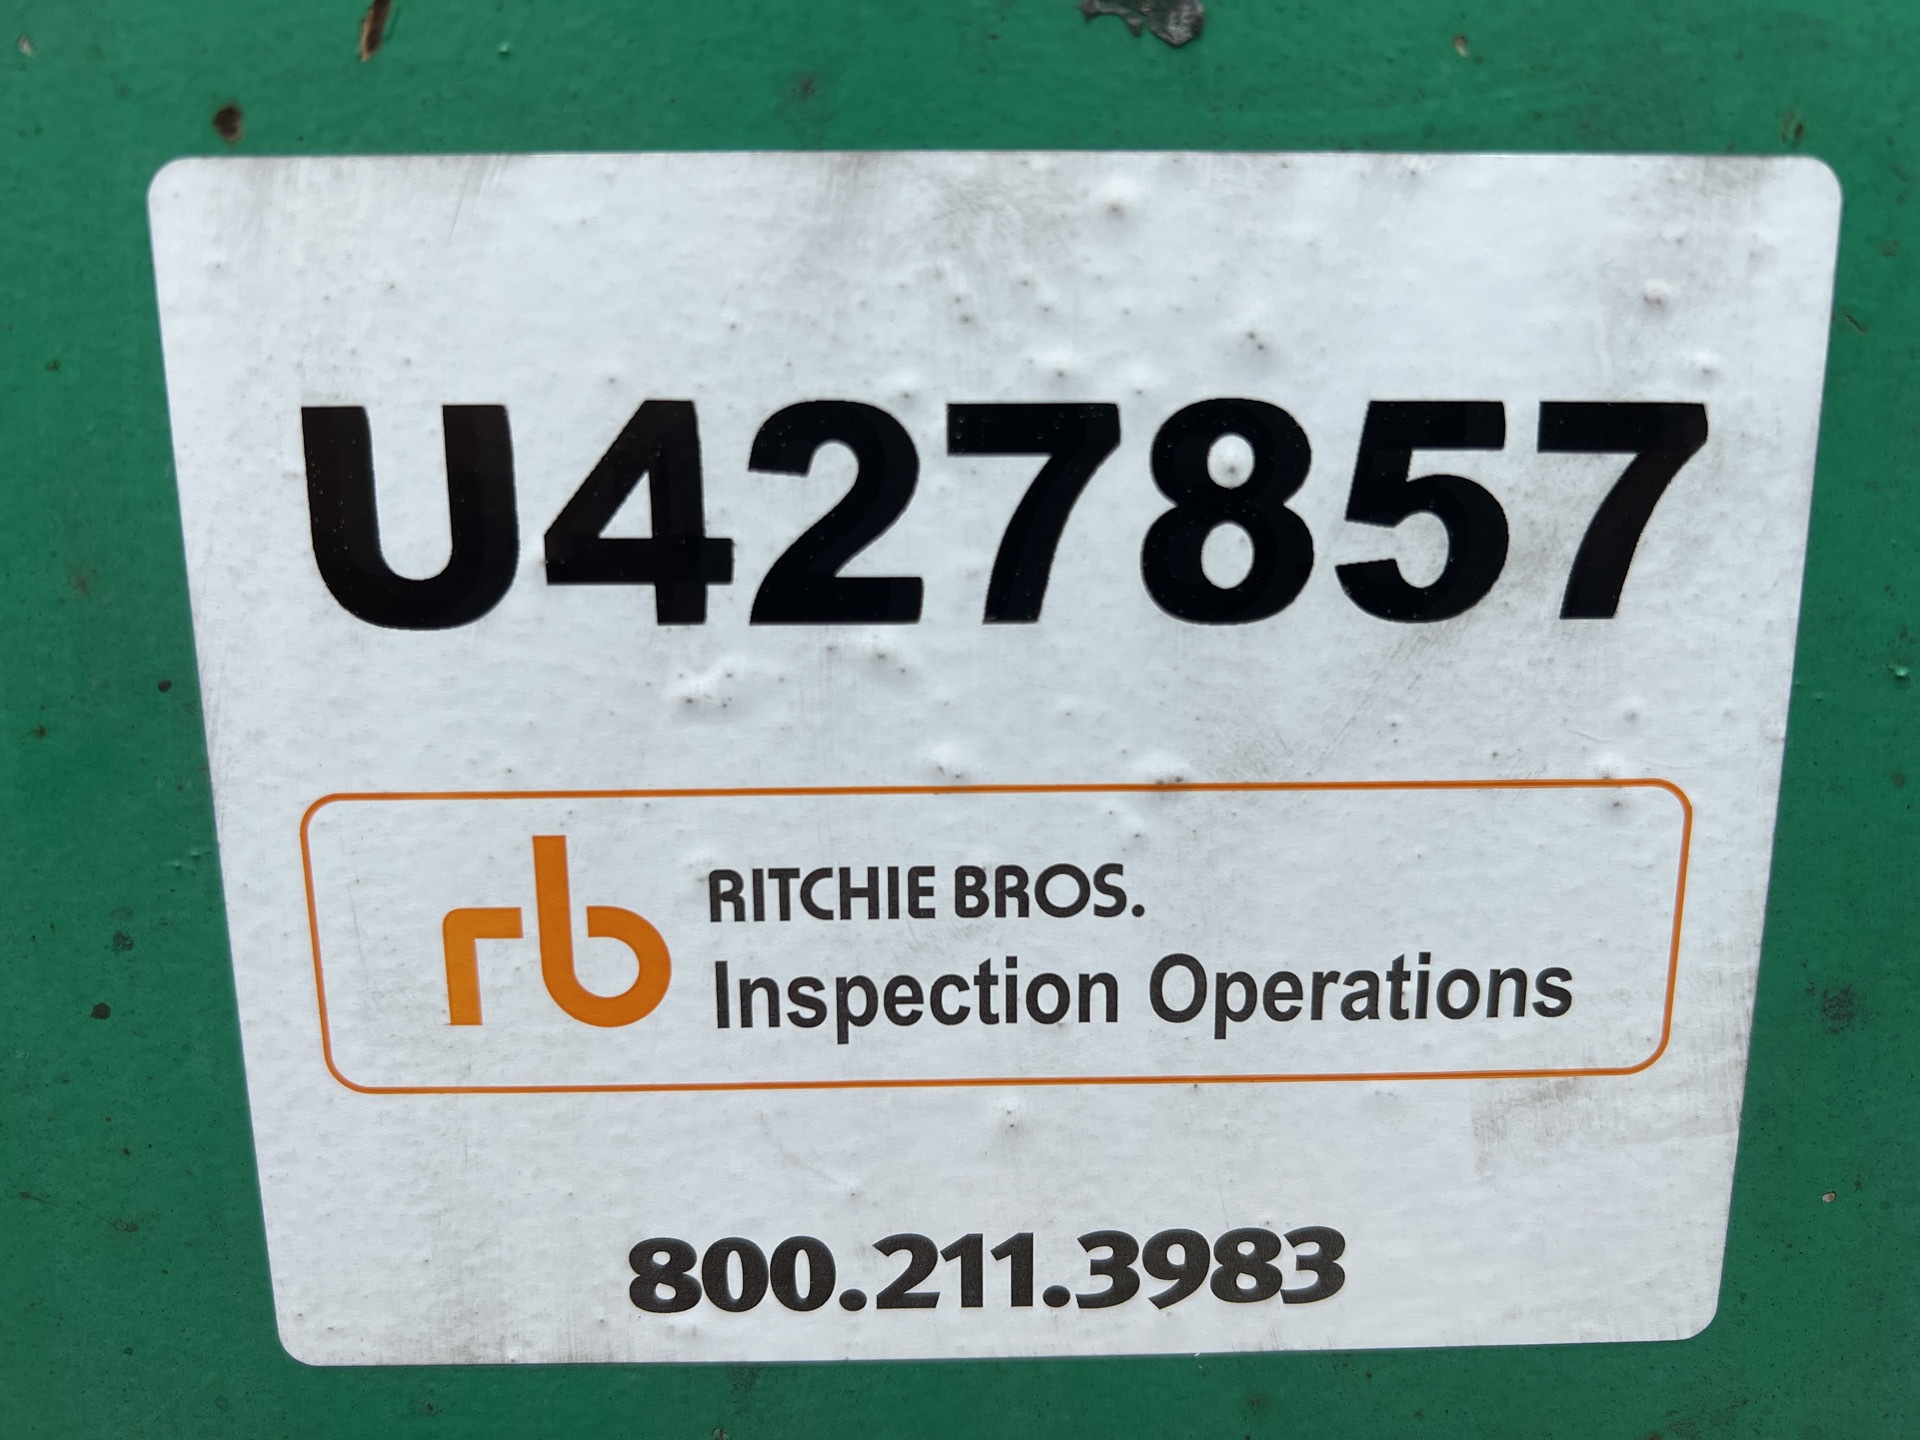 U427857
rb RITCHIE BROS.
Inspection Operations
800.211.3983